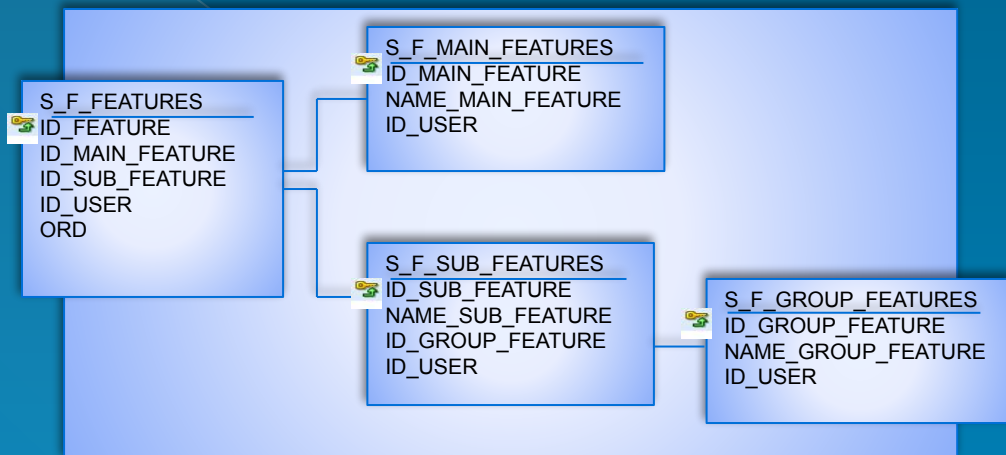 S_F_FEATURES
ID_FEATURE
ID_MAIN_FEATURE
ID_SUB_FEATURE
ID_USER
ORD
S_F_MAIN_FEATURES
ID_MAIN_FEATURE
NAME_MAIN_FEATURE
ID_USER
S_F_SUB_FEATURES
ID_SUB_FEATURE
NAME_SUB_FEATURE
ID_GROUP_FEATURE
ID_USER
S_F_GROUP_FEATURES
ID_GROUP_FEATURE
NAME_GROUP_FEATURE
ID_USER